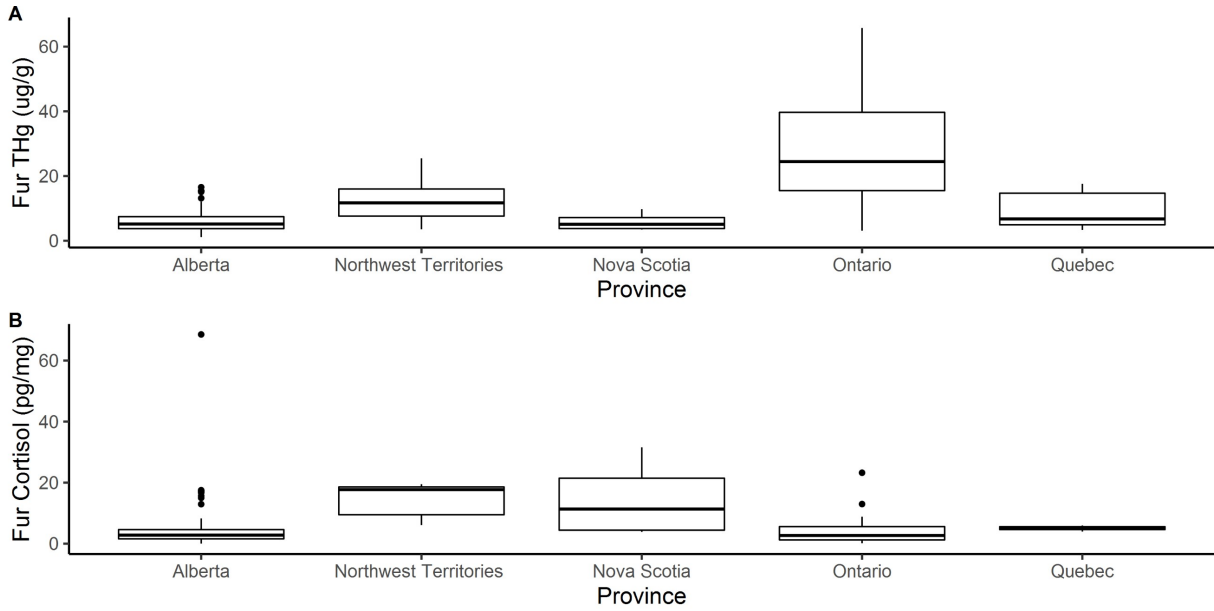 A
Fur THg (ug/g)
60
40
20
0
Alberta Northwest Territories Nova Scotia Ontario Quebec
Province
B
Fur Cortisol (pg/mg)
60
40
20
0
Alberta Northwest Territories Nova Scotia Ontario Quebec
Province